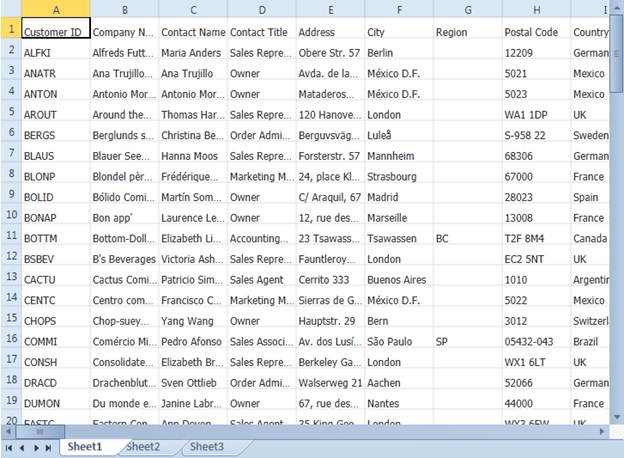 A B C D E F G H I
1 Customer ID Company N... Contact Name Contact Title Address City Region Postal Code Country
2 ALFKI Alfreds Futt... Maria Anders Sales Repre... Obere Str. 57 Berlin 12209 German
3 ANATR Ana Trujillo... Ana Trujillo Owner Avda. de la... México D.F. 5021 Mexico
4 ANTON Antonio Mor... Antonio Mor... Owner Mataderos... México D.F. 5023 Mexico
5 AROUT Around the... Thomas Har... Sales Repre... 120 Hanove... London WA1 1DP UK
6 BERGS Berglunds s... Christina Be... Order Admi... Berguvsväg... Luleå S-958 22 Sweden
7 BLAUS Blauer See... Hanna Moos Sales Repre... Forsterstr. 57 Mannheim 68306 German
8 BLONP Blondel pèr... Frédérique... Marketing M... 24, place Kl... Strasbourg 67000 France
9 BOLID Bólido Comi... Martín Som... Owner C/ Araquil, 67 Madrid 28023 Spain
10 BONAP Bon app' Laurence Le... Owner 12, rue des... Marseille 13008 France
11 BOTTM Bottom-Doll... Elizabeth Li... Accounting... 23 Tsawass... Tsawassen BC T2F 8M4 Canada
12 BSBEV B's Beverages Victoria Ash... Sales Repre... Fauntleroy... London EC2 5NT UK
13 CACTU Cactus Comi... Patricio Sim... Sales Agent Cerrito 333 Buenos Aires 1010 Argentin
14 CENTC Centro com... Francisco C... Marketing M... Sierras de G... México D.F. 5022 Mexico
15 CHOPS Chop-suey... Yang Wang Owner Hauptstr. 29 Bern 3012 Switzerl
16 COMMI Comércio Mi... Pedro Afonso Sales Associ... Av. dos Lusí... São Paulo SP 05432-043 Brazil
17 CONSH Consolidate... Elizabeth Br... Sales Repre... Berkeley Ga... London WX1 6LT UK
18 DRACD Drachenblut... Sven Ottlieb Order Admi... Walserweg 21 Aachen 52066 German
19 DUMON Du monde e... Janine Labr... Owner 67, rue des... Nantes 44000 France
20 EASTC Eastern Con... Ann Devon Sales Agent 35 King Geo... London WX3 6FW UK
Sheet1 Sheet2 Sheet3